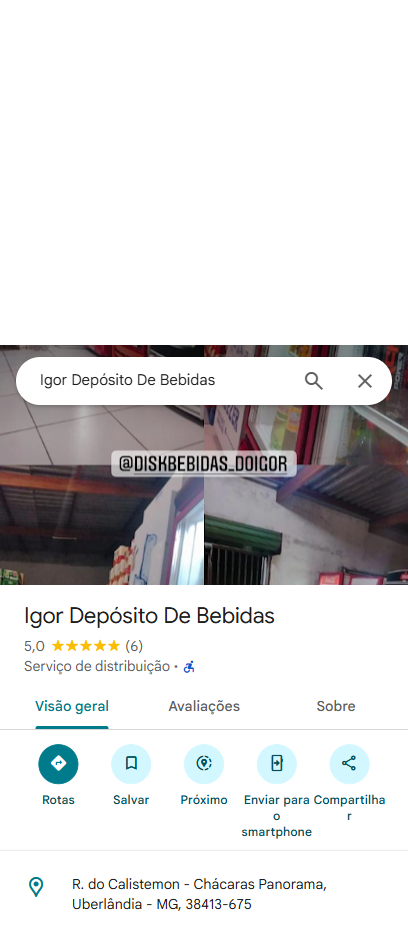 Igor Depósito De Bebidas
@DISKBEBIDAS_DOIGOR
Igor Depósito De Bebidas
5,0 (6)
Serviço de distribuição ·
Visão geral
Avaliações
Sobre
Rotas
Salvar
Próximo
Enviar para o smartphone
Compartilhar
R. do Calistemon - Chácaras Panorama,
Uberlândia - MG, 38413-675